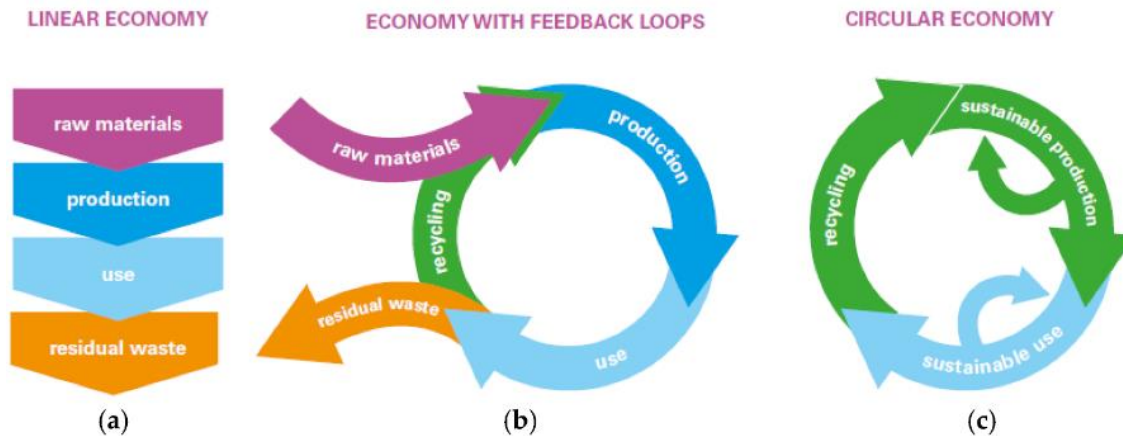 LINEAR ECONOMY
raw materials
production
use
residual waste
(a)
ECONOMY WITH FEEDBACK LOOPS
raw materials
production
recycling
residual waste
use
(b)
CIRCULAR ECONOMY
sustainable production
recycling
sustainable use
(c)